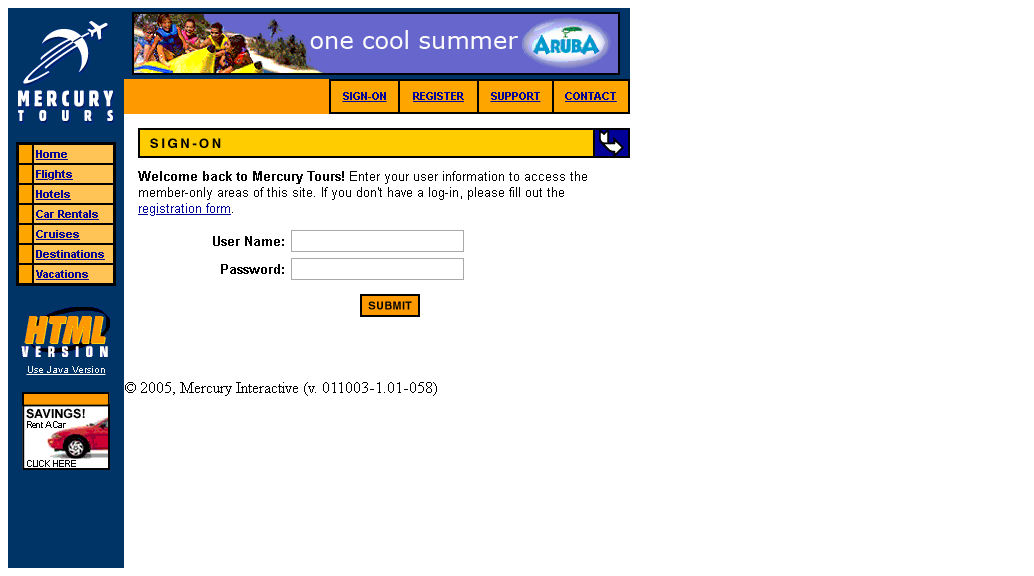 one cool summer
ARUBA
MERCURY
TOURS
SIGN-ON
REGISTER
SUPPORT
CONTACT
Home
Flights
Hotels
Car Rentals
Cruises
Destinations
Vacations
HTML
VERSION
Use Java Version
SAVINGS!
Rent A Car
CLICK HERE
SIGN-ON
Welcome back to Mercury Tours! Enter your user information to access the
member-only areas of this site. If you don't have a log-in, please fill out the
registration form.
User Name:
Password:
SUBMIT
© 2005, Mercury Interactive (v. 011003-1.01-058)